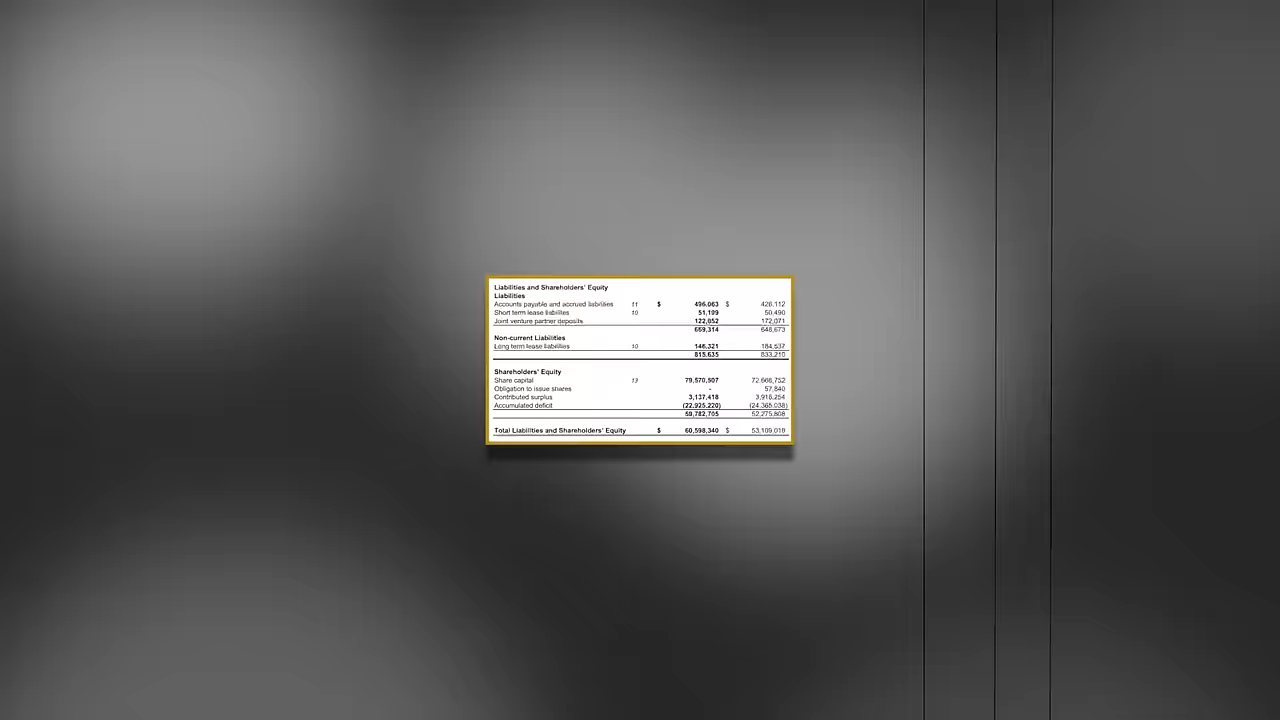 Liabilities and Shareholders' Equity
Liabilities
Accounts payable and accrued liabilities 11 $ 496,063 $ 426,112
Short term lease liabilites 10 51,199 50,490
Joint venture partner deposits 122,052 172,071
669,314 648,673
Non-current Liabilities
Long term lease liabilities 10 146,321 184,537
815,635 833,210
Shareholders' Equity
Share capital 13 79,570,507 72,666,752
Obligation to issue shares - 57,840
Contributed surplus 3,137,418 3,916,254
Accumulated deficit (22,925,220) (24,365,038)
59,782,705 52,275,808
Total Liabilities and Shareholders' Equity $ 60,598,340 $ 53,109,018